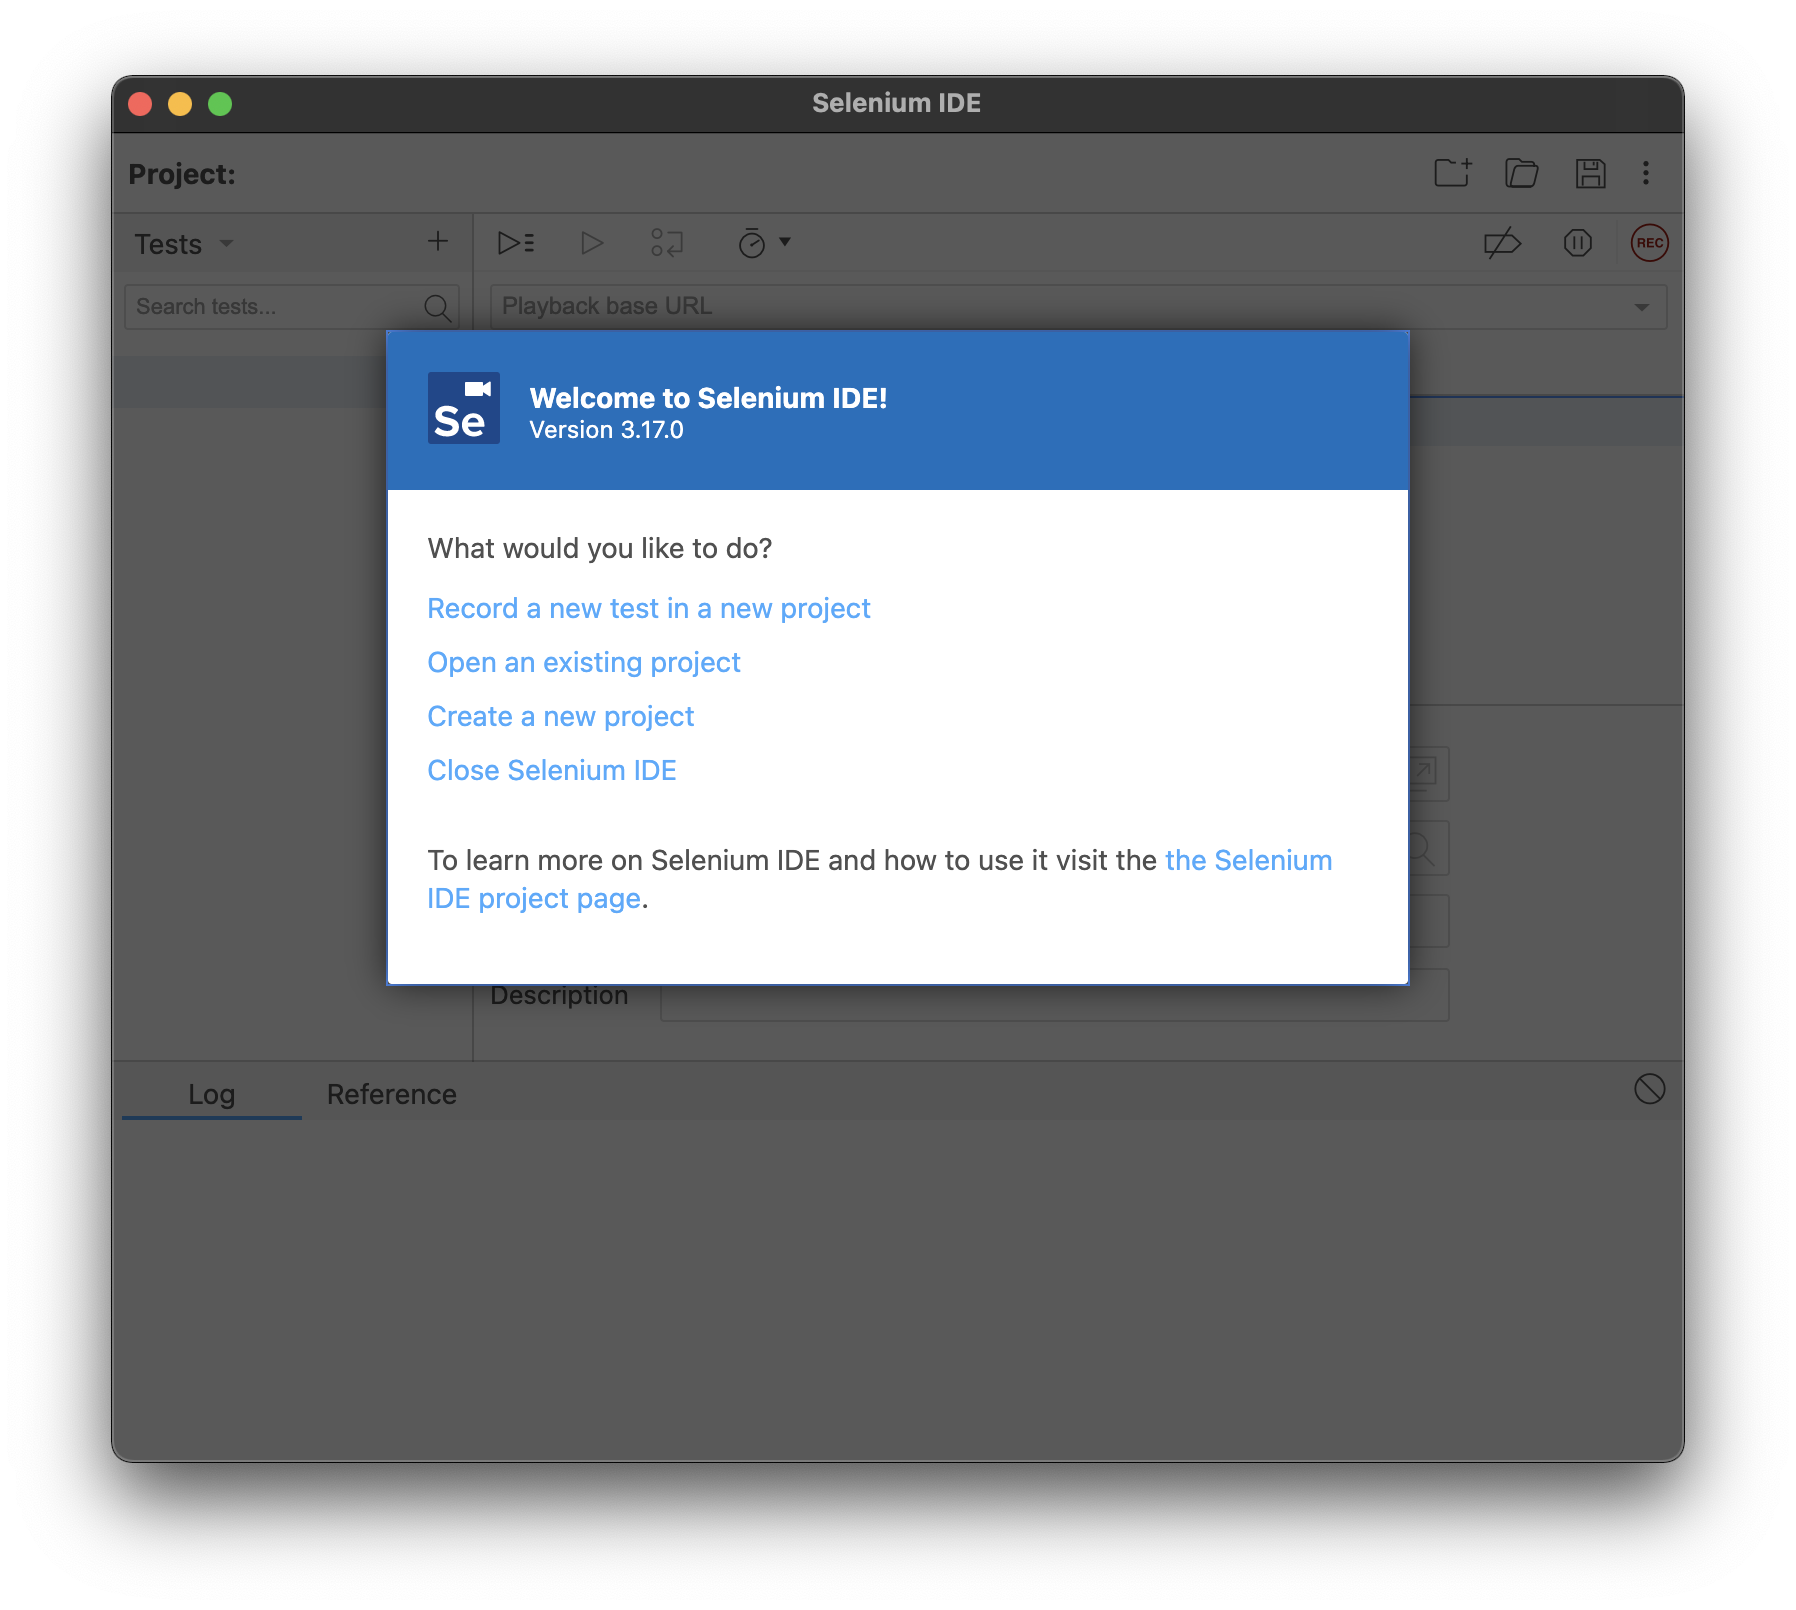 Selenium IDE
Project:
Tests
REC
Search tests...
Playback base URL
Se
Welcome to Selenium IDE!
Version 3.17.0
What would you like to do?
Record a new test in a new project
Open an existing project
Create a new project
Close Selenium IDE
To learn more on Selenium IDE and how to use it visit the the Selenium
IDE project page.
Description
Log
Reference